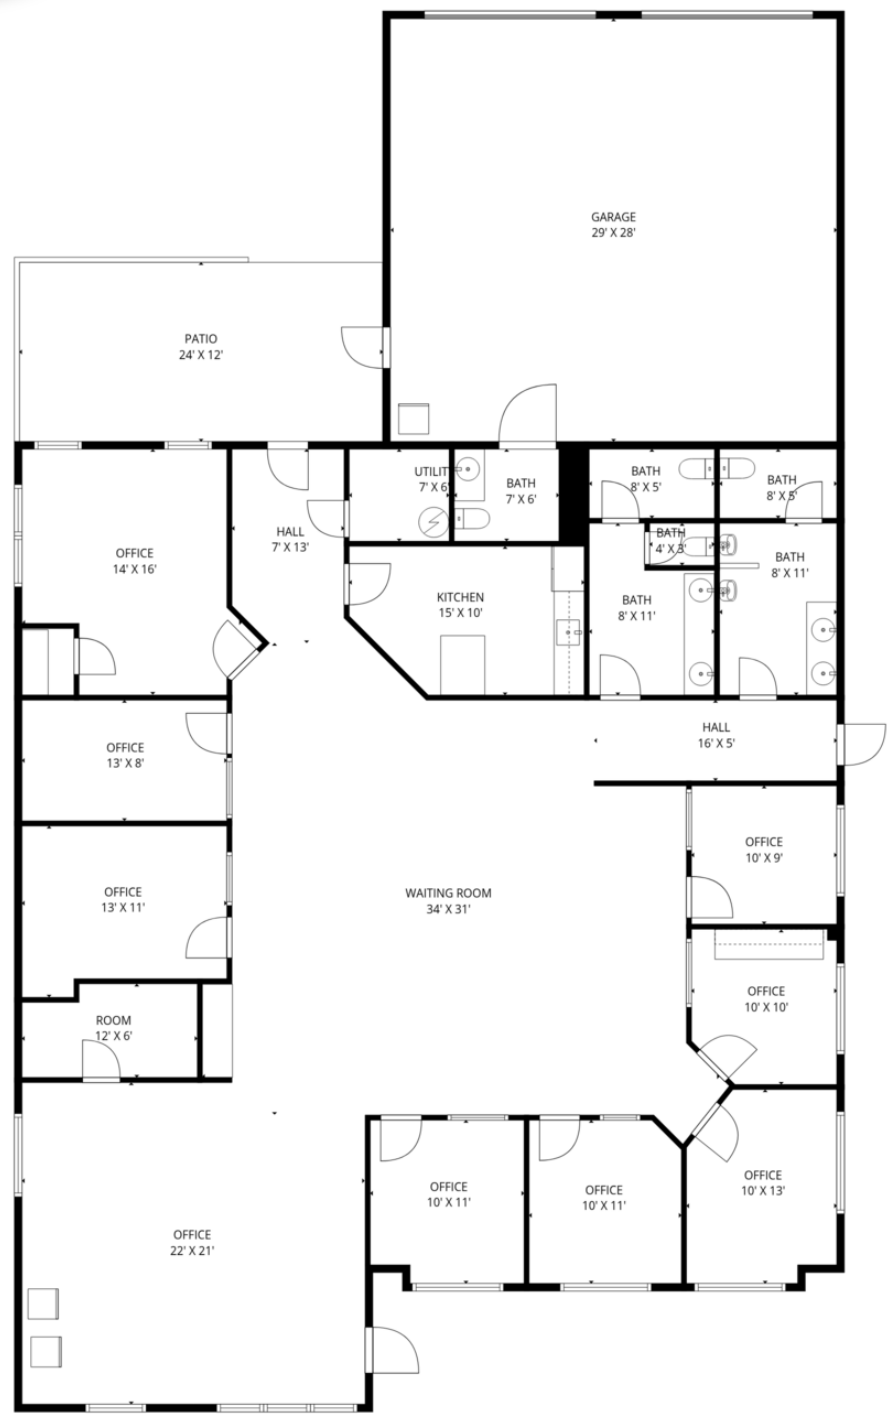 GARAGE
29' X 28'
PATIO
24' X 12'
UTILITY
7' X 6'
BATH
7' X 6'
BATH
8' X 5'
BATH
8' X 5'
HALL
7' X 13'
OFFICE
14' X 16'
BATH
4' X 3'
BATH
8' X 11'
KITCHEN
15' X 10'
BATH
8' X 11'
HALL
16' X 5'
OFFICE
13' X 8'
OFFICE
10' X 9'
OFFICE
13' X 11'
WAITING ROOM
34' X 31'
OFFICE
10' X 10'
ROOM
12' X 6'
OFFICE
10' X 13'
OFFICE
10' X 11'
OFFICE
10' X 11'
OFFICE
22' X 21'